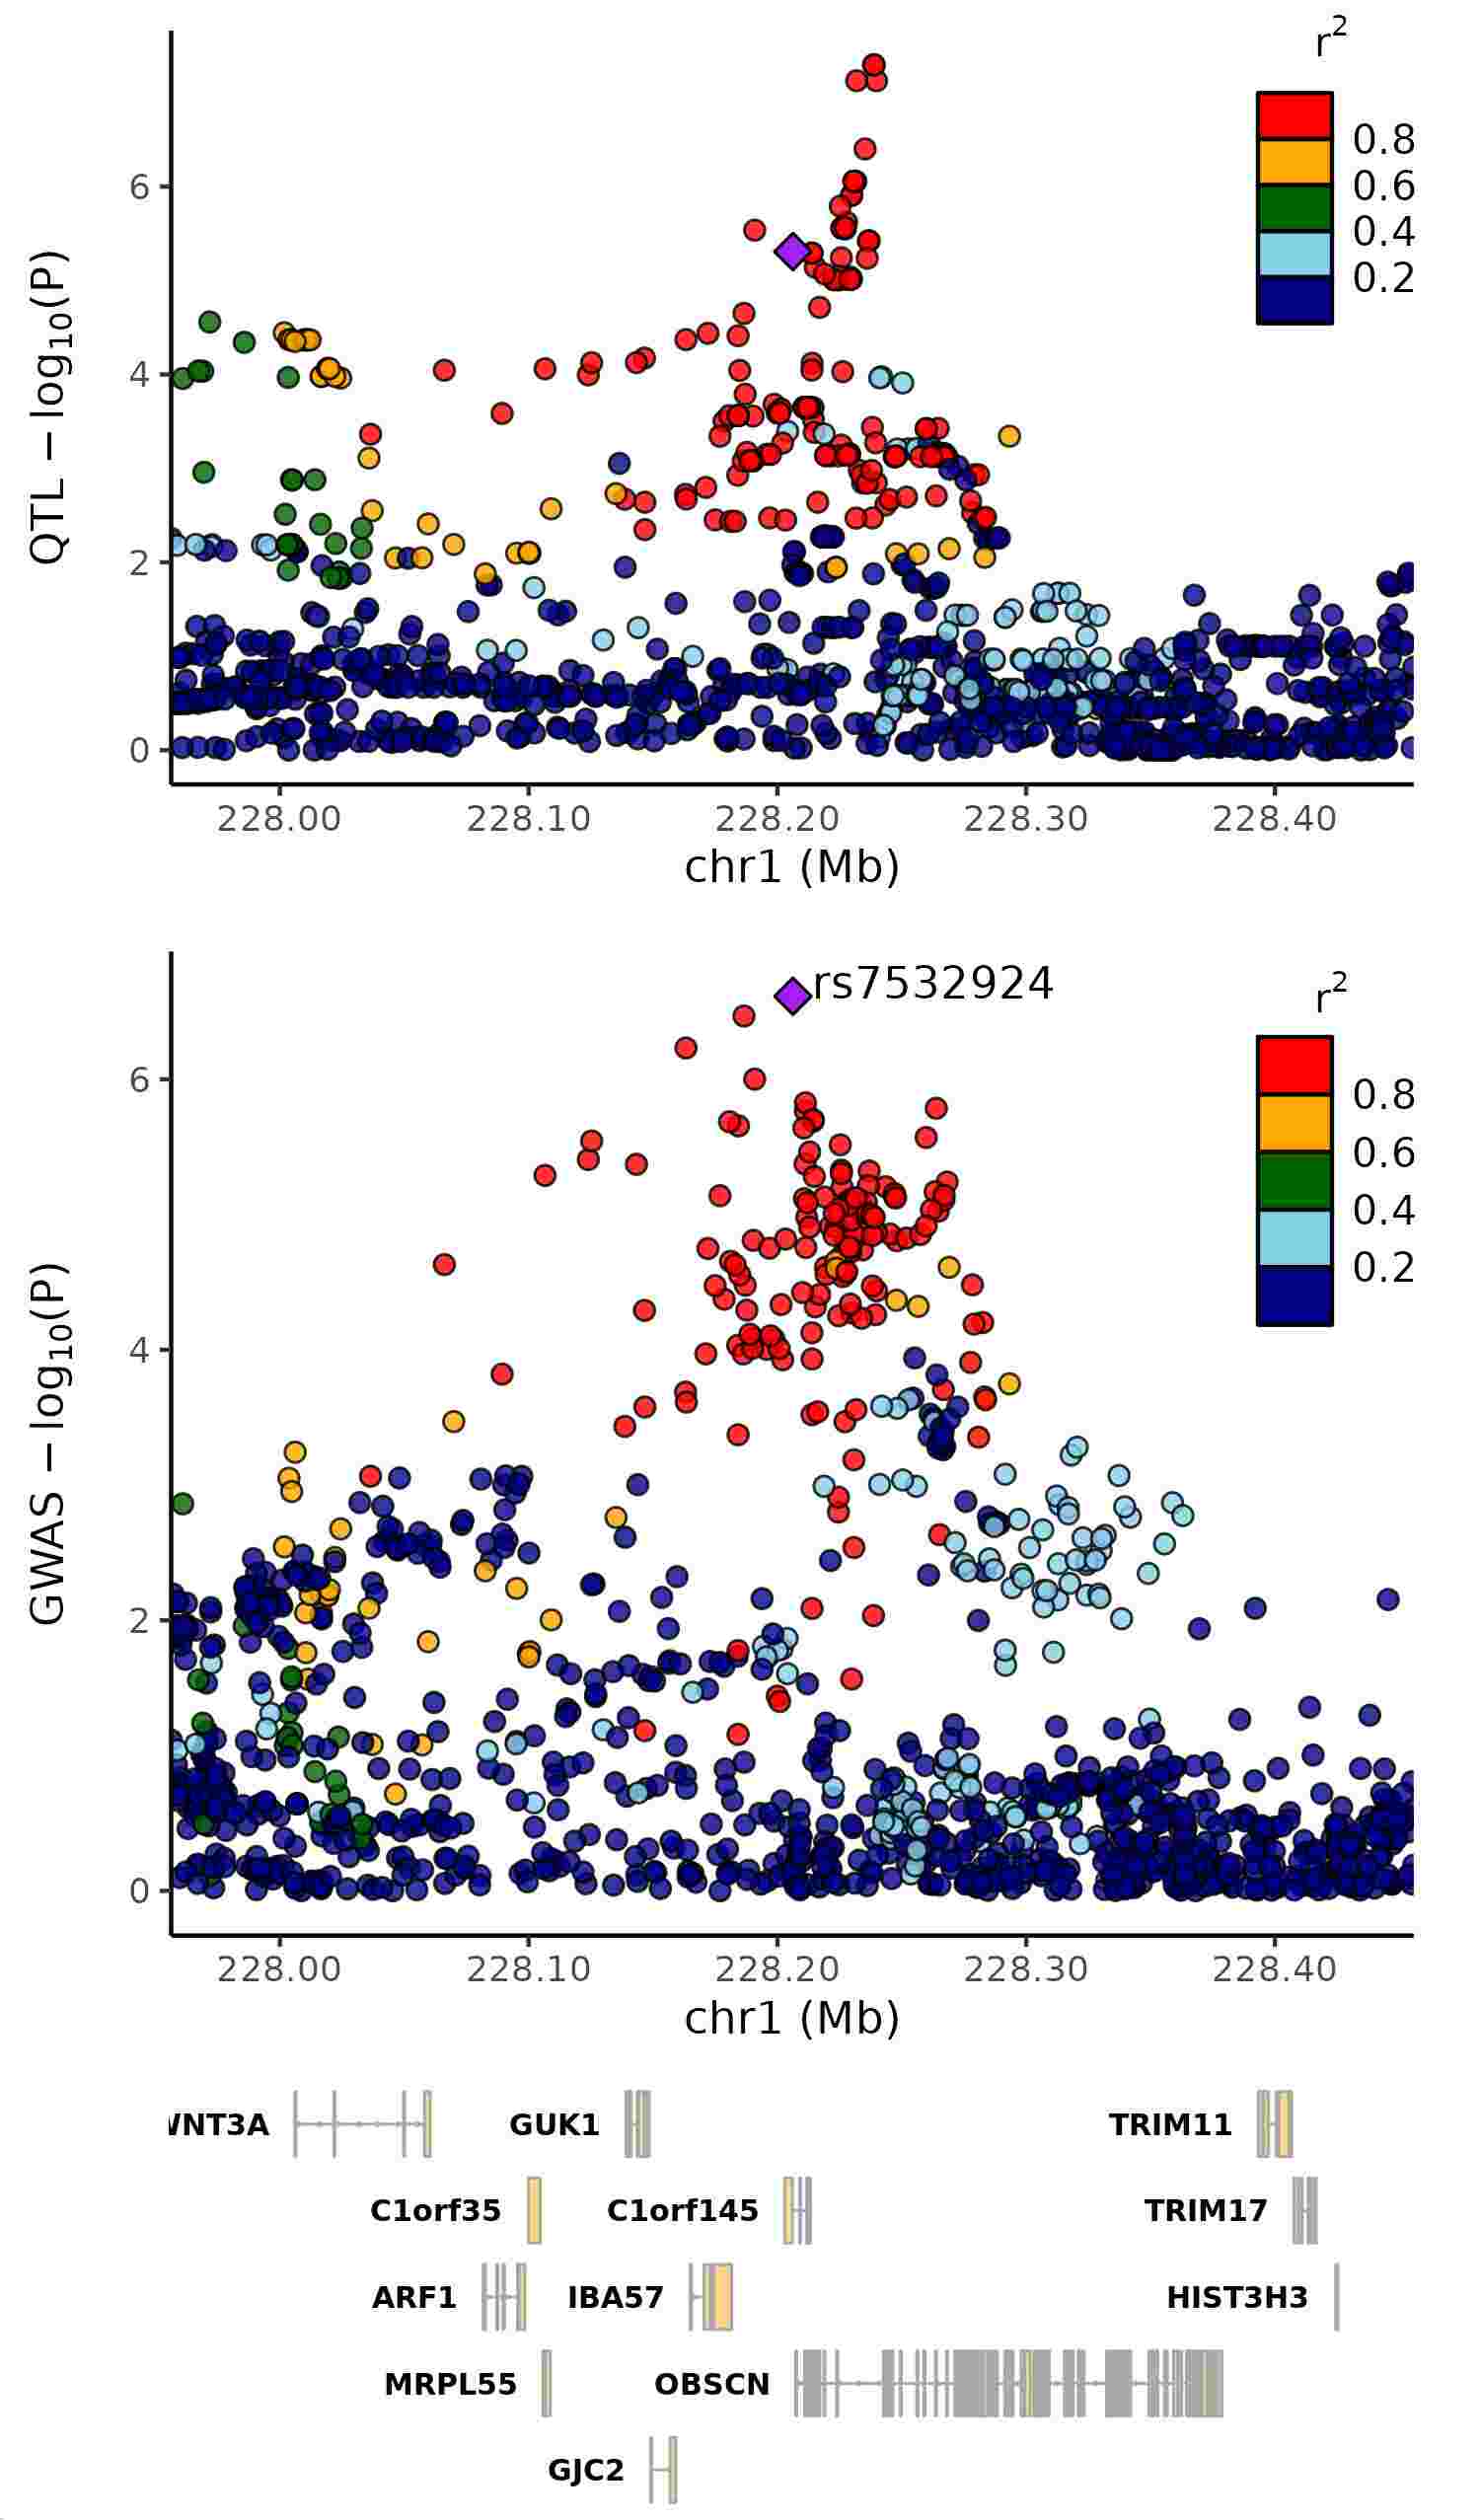 r2
0.8
0.6
0.4
0.2
QTL −log10(P)
6
4
2
0
228.00 228.10 228.20 228.30 228.40
chr1 (Mb)
rs7532924
r2
0.8
0.6
0.4
0.2
GWAS −log10(P)
6
4
2
0
228.00 228.10 228.20 228.30 228.40
chr1 (Mb)
WNT3A GUK1 TRIM11
C1orf35 C1orf145 TRIM17
ARF1 IBA57 HIST3H3
MRPL55 OBSCN
GJC2